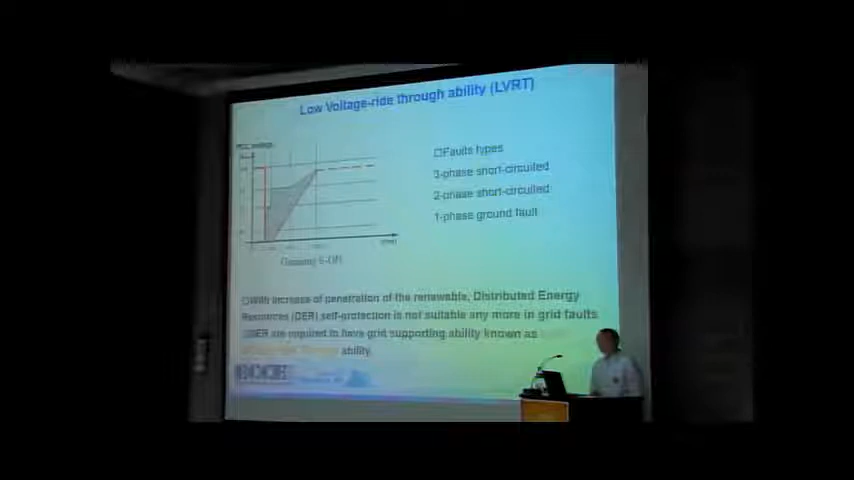 Low Voltage-ride through ability (LVRT)
PCC voltage
□Faults types
3-phase short-circuited
2-phase short-circuited
1-phase ground fault
Germany E-ON
□With increase of penetration of the renewable, Distributed Energy
Resources (DER) self-protection is not suitable any more in grid faults
□DER are required to have grid supporting ability known as
ability.